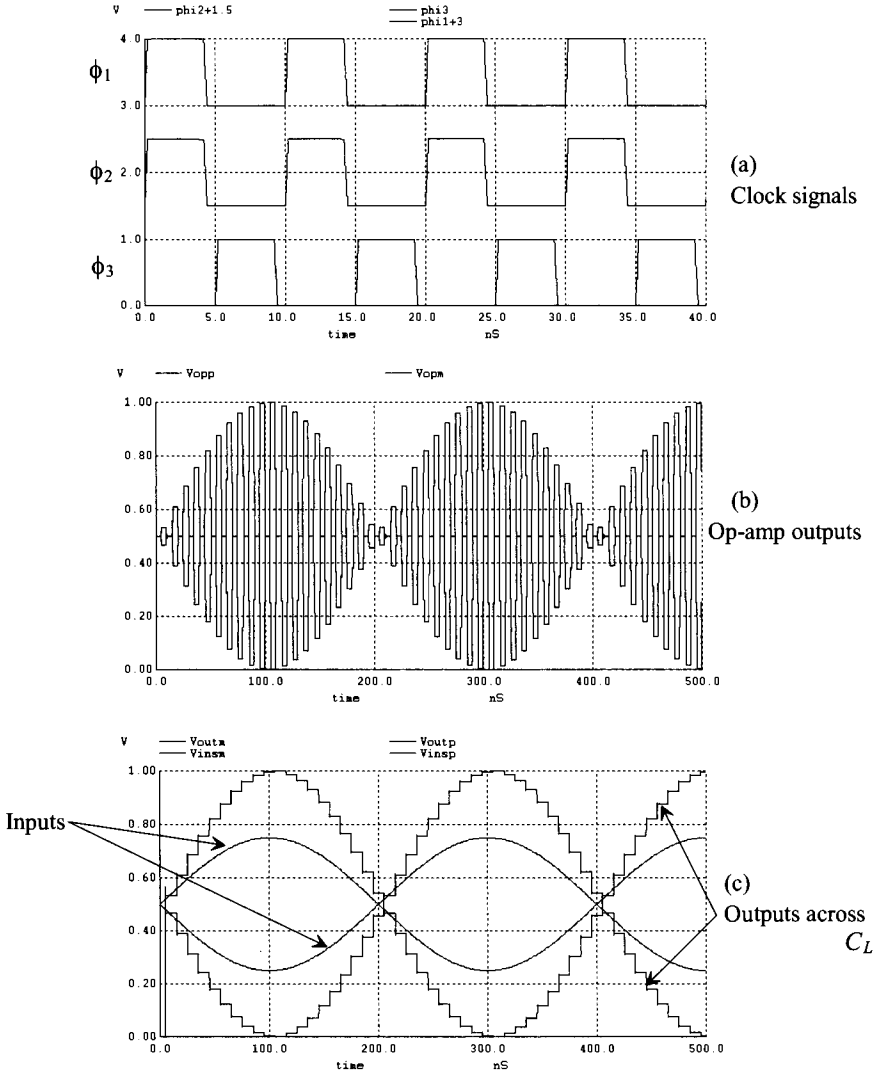 V phi2+1.5 phi3
phi1+3
4.0
ϕ1
3.0
ϕ2 2.0
(a)
Clock signals
1.0
ϕ3
0.0
0.0 5.0 10.0 15.0 20.0 25.0 30.0 35.0 40.0
time nS
V Vopp Vopm
1.00
0.80
0.60
(b)
Op-amp outputs
0.40
0.20
0.00
0.0 100.0 200.0 300.0 400.0 500.0
time nS
V Voutm Voutp
Vinsm Vinsp
1.00
Inputs
0.80
0.60
(c)
Outputs across
CL
0.40
0.20
0.00
0.0 100.0 200.0 300.0 400.0 500.0
time nS